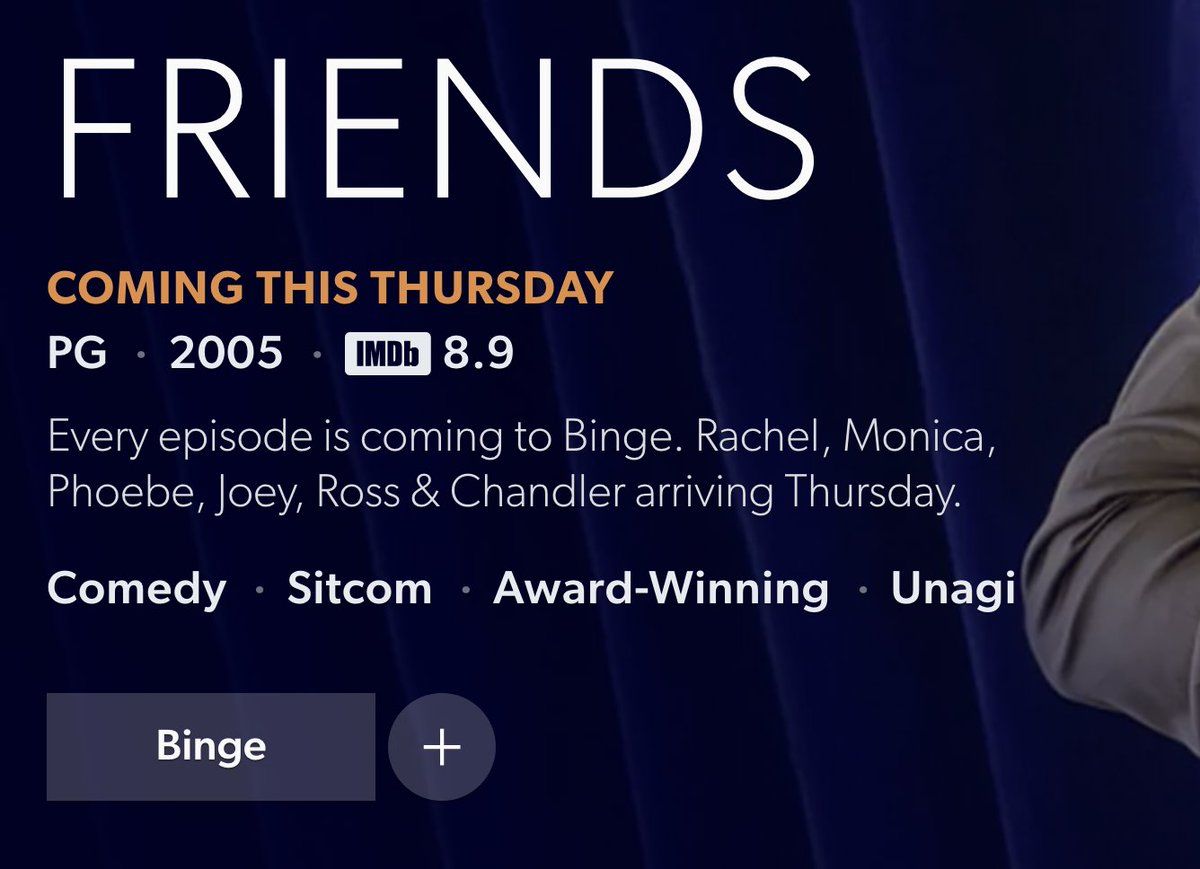 FRIENDS
COMING THIS THURSDAY
PG · 2005 · IMDb 8.9
Every episode is coming to Binge. Rachel, Monica,
Phoebe, Joey, Ross & Chandler arriving Thursday.
Comedy · Sitcom · Award-Winning · Unagi
Binge +